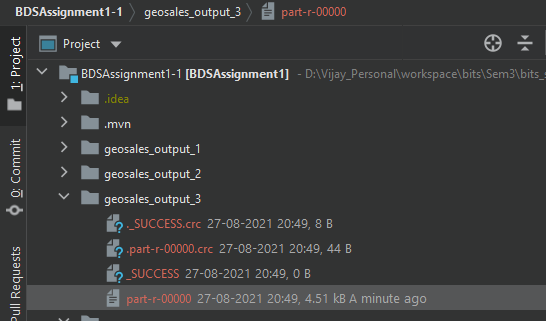 BDSAssignment1-1 geosales_output_3 part-r-00000
1: Project
Project
BDSAssignment1-1 [BDSAssignment1] - D:\Vijay_Personal\workspace\bits\Sem3\bits_s
.idea
.mvn
geosales_output_1
geosales_output_2
geosales_output_3
._SUCCESS.crc 27-08-2021 20:49, 8 B
.part-r-00000.crc 27-08-2021 20:49, 44 B
_SUCCESS 27-08-2021 20:49, 0 B
part-r-00000 27-08-2021 20:49, 4.51 kB A minute ago
0: Commit
Pull Requests